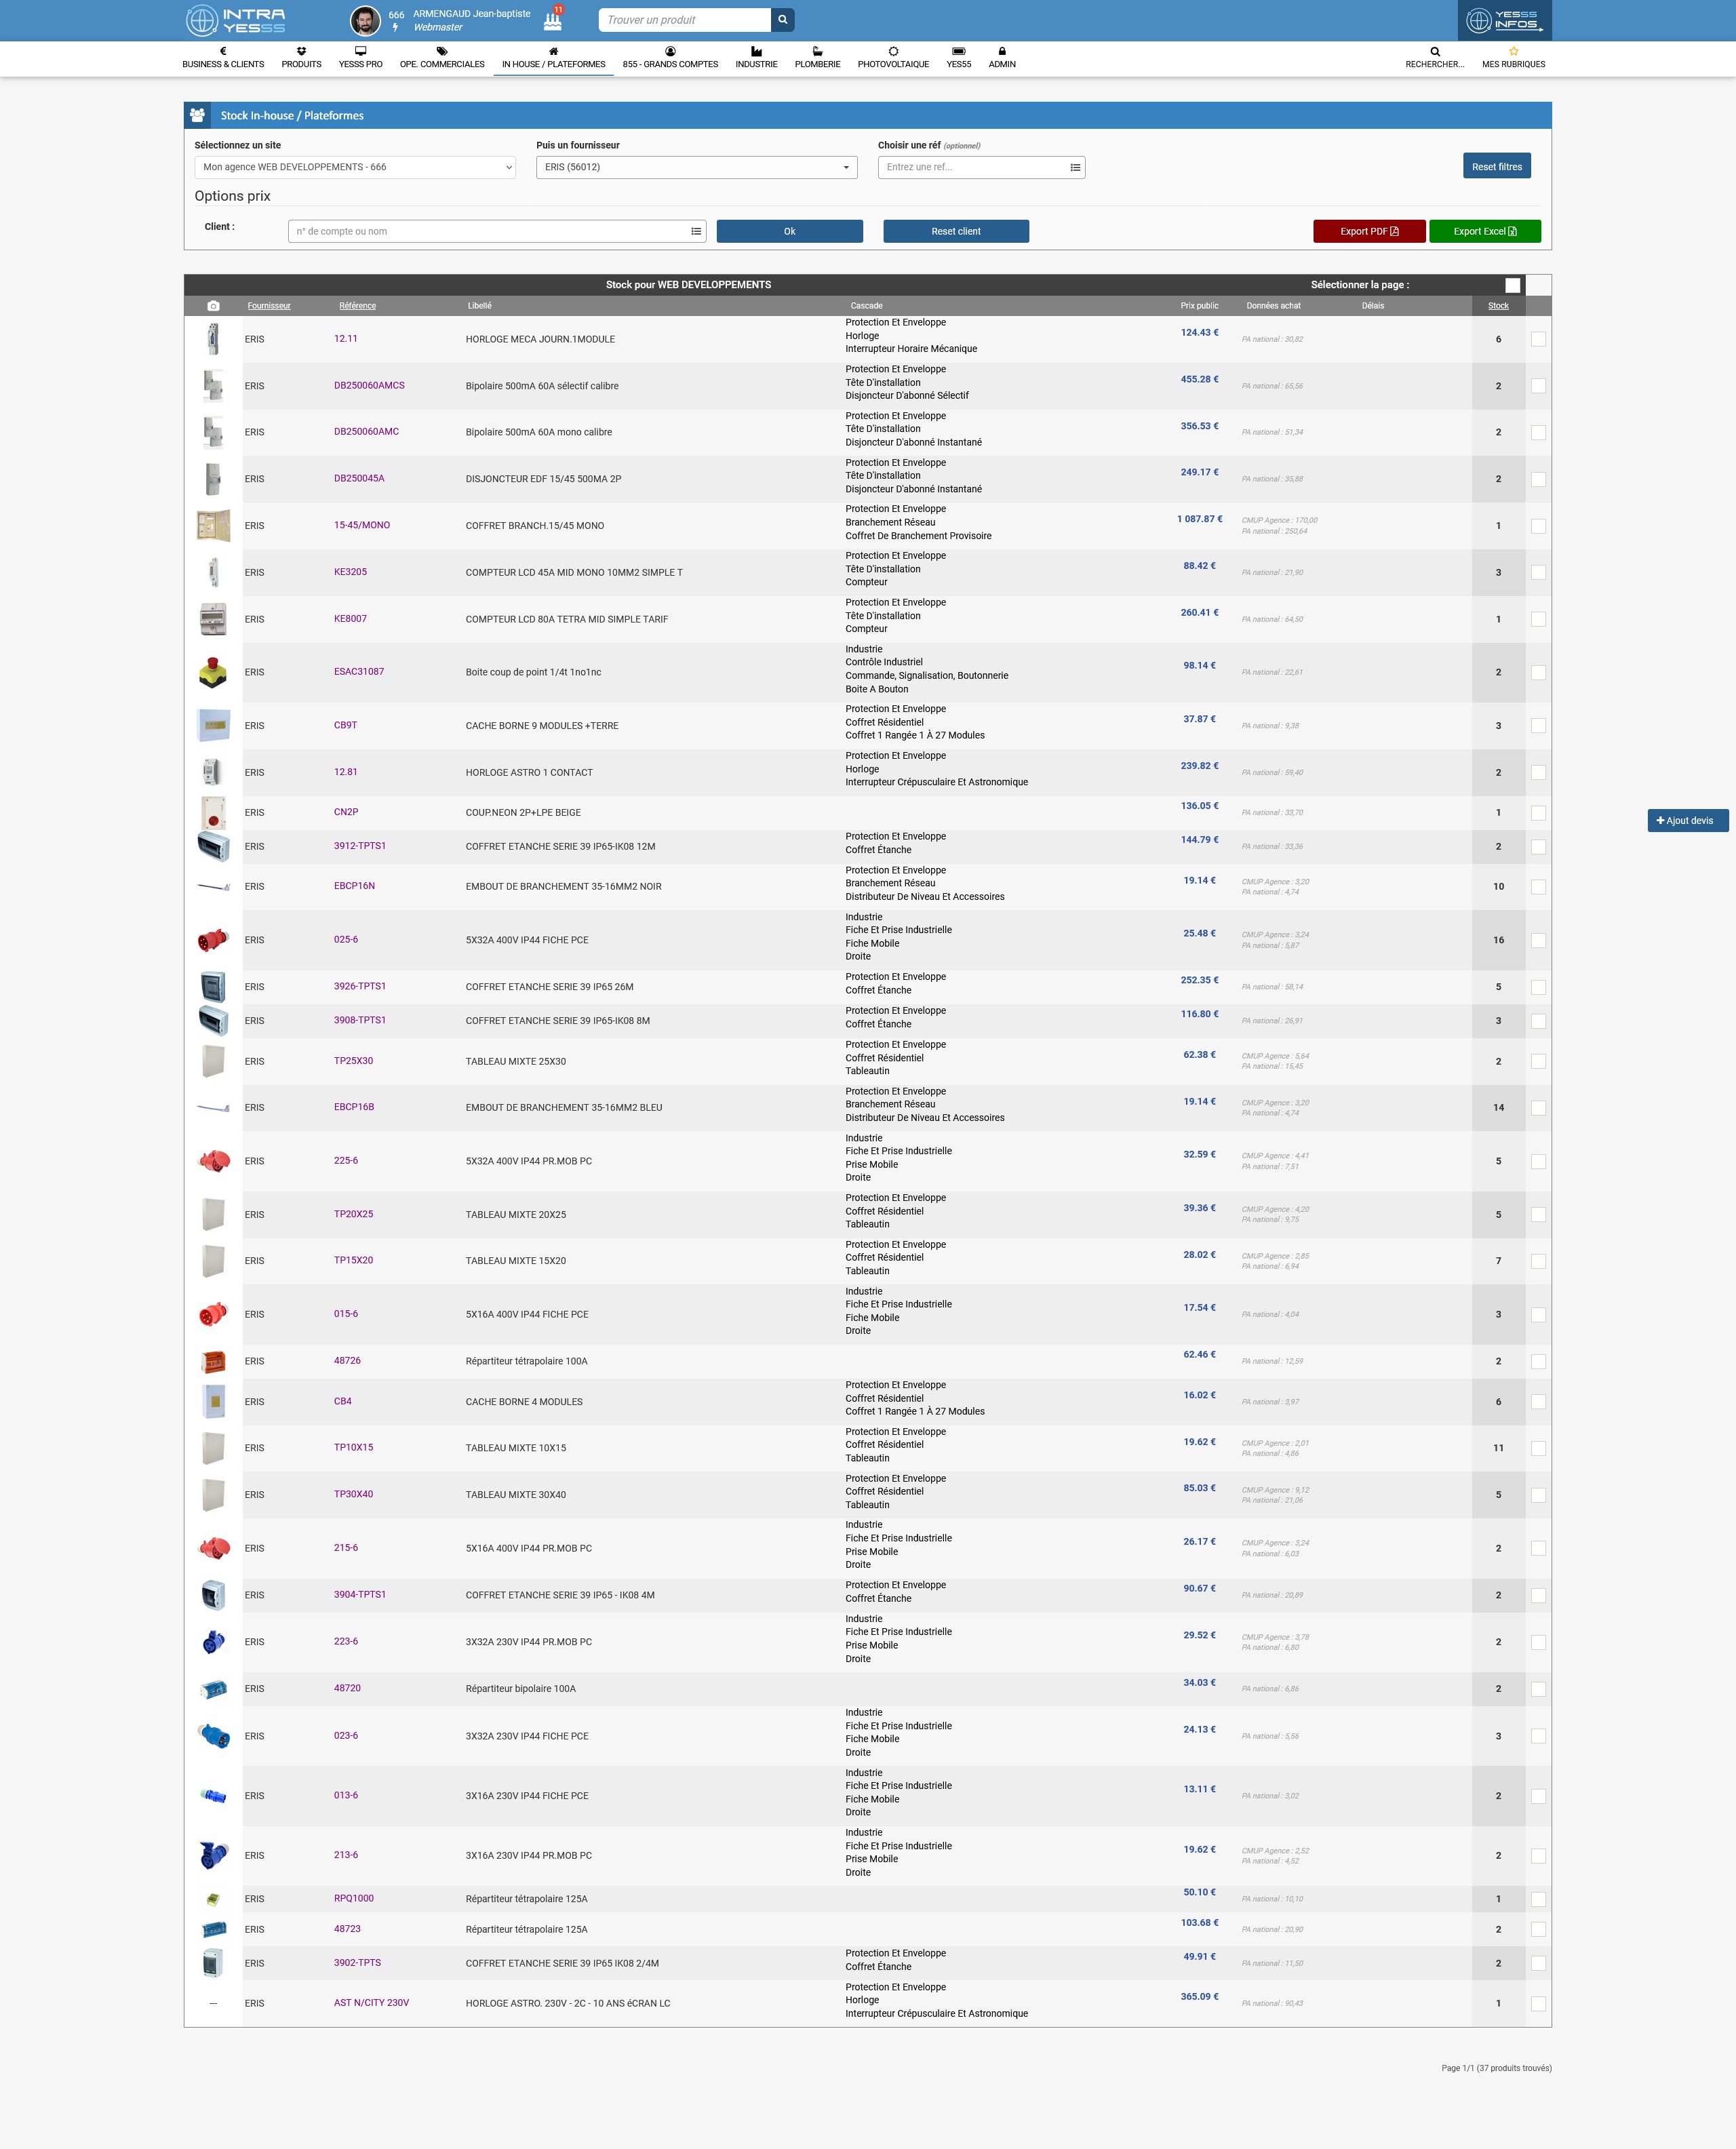 INTRA
YESSS
666
ARMENGAUD Jean-baptiste
Webmaster
11
Trouver un produit
YESSS
INFOS
BUSINESS & CLIENTS PRODUITS YESSS PRO OPE. COMMERCIALES IN HOUSE / PLATEFORMES 855 - GRANDS COMPTES INDUSTRIE PLOMBERIE PHOTOVOLTAIQUE YES55 ADMIN RECHERCHER... MES RUBRIQUES
Stock In-house / Plateformes
Sélectionnez un site Puis un fournisseur Choisir une réf (optionnel)
Mon agence WEB DEVELOPPEMENTS - 666 ERIS (56012) Entrez une ref... Reset filtres
Options prix
Client : n° de compte ou nom Ok Reset client Export PDF Export Excel
Stock pour WEB DEVELOPPEMENTS Sélectionner la page :
Fournisseur Référence Libellé Cascade Prix public Données achat Délais Stock
ERIS 12.11 HORLOGE MECA JOURN.1MODULE
Protection Et Enveloppe
Horloge
Interrupteur Horaire Mécanique
124.43 € PA national : 30,82 6
ERIS DB250060AMCS Bipolaire 500mA 60A sélectif calibre
Protection Et Enveloppe
Tête D'installation
Disjoncteur D'abonné Sélectif
455.28 € PA national : 65,56 2
ERIS DB250060AMC Bipolaire 500mA 60A mono calibre
Protection Et Enveloppe
Tête D'installation
Disjoncteur D'abonné Instantané
356.53 € PA national : 51,34 2
ERIS DB250045A DISJONCTEUR EDF 15/45 500MA 2P
Protection Et Enveloppe
Tête D'installation
Disjoncteur D'abonné Instantané
249.17 € PA national : 35,88 2
ERIS 15-45/MONO COFFRET BRANCH.15/45 MONO
Protection Et Enveloppe
Branchement Réseau
Coffret De Branchement Provisoire
1 087.87 € CMUP Agence : 170,00
PA national : 250,64 1
ERIS KE3205 COMPTEUR LCD 45A MID MONO 10MM2 SIMPLE T
Protection Et Enveloppe
Tête D'installation
Compteur
88.42 € PA national : 21,90 3
ERIS KE8007 COMPTEUR LCD 80A TETRA MID SIMPLE TARIF
Protection Et Enveloppe
Tête D'installation
Compteur
260.41 € PA national : 64,50 1
ERIS ESAC31087 Boite coup de point 1/4t 1no1nc
Industrie
Contrôle Industriel
Commande, Signalisation, Boutonnerie
Boite A Bouton
98.14 € PA national : 22,61 2
ERIS CB9T CACHE BORNE 9 MODULES +TERRE
Protection Et Enveloppe
Coffret Résidentiel
Coffret 1 Rangée 1 À 27 Modules
37.87 € PA national : 9,38 3
ERIS 12.81 HORLOGE ASTRO 1 CONTACT
Protection Et Enveloppe
Horloge
Interrupteur Crépusculaire Et Astronomique
239.82 € PA national : 59,40 2
ERIS CN2P COUP.NEON 2P+LPE BEIGE
136.05 € PA national : 33,70 1
Ajout devis
ERIS 3912-TPTS1 COFFRET ETANCHE SERIE 39 IP65-IK08 12M
Protection Et Enveloppe
Coffret Étanche
144.79 € PA national : 33,36 2
ERIS EBCP16N EMBOUT DE BRANCHEMENT 35-16MM2 NOIR
Protection Et Enveloppe
Branchement Réseau
Distributeur De Niveau Et Accessoires
19.14 € CMUP Agence : 3,20
PA national : 4,74 10
ERIS 025-6 5X32A 400V IP44 FICHE PCE
Industrie
Fiche Et Prise Industrielle
Fiche Mobile
Droite
25.48 € CMUP Agence : 3,24
PA national : 5,87 16
ERIS 3926-TPTS1 COFFRET ETANCHE SERIE 39 IP65 26M
Protection Et Enveloppe
Coffret Étanche
252.35 € PA national : 58,14 5
ERIS 3908-TPTS1 COFFRET ETANCHE SERIE 39 IP65-IK08 8M
Protection Et Enveloppe
Coffret Étanche
116.80 € PA national : 26,91 3
ERIS TP25X30 TABLEAU MIXTE 25X30
Protection Et Enveloppe
Coffret Résidentiel
Tableautin
62.38 € CMUP Agence : 5,64
PA national : 15,45 2
ERIS EBCP16B EMBOUT DE BRANCHEMENT 35-16MM2 BLEU
Protection Et Enveloppe
Branchement Réseau
Distributeur De Niveau Et Accessoires
19.14 € CMUP Agence : 3,20
PA national : 4,74 14
ERIS 225-6 5X32A 400V IP44 PR.MOB PC
Industrie
Fiche Et Prise Industrielle
Prise Mobile
Droite
32.59 € CMUP Agence : 4,41
PA national : 7,51 5
ERIS TP20X25 TABLEAU MIXTE 20X25
Protection Et Enveloppe
Coffret Résidentiel
Tableautin
39.36 € CMUP Agence : 4,20
PA national : 9,75 5
ERIS TP15X20 TABLEAU MIXTE 15X20
Protection Et Enveloppe
Coffret Résidentiel
Tableautin
28.02 € CMUP Agence : 2,85
PA national : 6,94 7
ERIS 015-6 5X16A 400V IP44 FICHE PCE
Industrie
Fiche Et Prise Industrielle
Fiche Mobile
Droite
17.54 € PA national : 4,04 3
ERIS 48726 Répartiteur tétrapolaire 100A
62.46 € PA national : 12,59 2
ERIS CB4 CACHE BORNE 4 MODULES
Protection Et Enveloppe
Coffret Résidentiel
Coffret 1 Rangée 1 À 27 Modules
16.02 € PA national : 3,97 6
ERIS TP10X15 TABLEAU MIXTE 10X15
Protection Et Enveloppe
Coffret Résidentiel
Tableautin
19.62 € CMUP Agence : 2,01
PA national : 4,86 11
ERIS TP30X40 TABLEAU MIXTE 30X40
Protection Et Enveloppe
Coffret Résidentiel
Tableautin
85.03 € CMUP Agence : 9,12
PA national : 21,06 5
ERIS 215-6 5X16A 400V IP44 PR.MOB PC
Industrie
Fiche Et Prise Industrielle
Prise Mobile
Droite
26.17 € CMUP Agence : 3,24
PA national : 6,03 2
ERIS 3904-TPTS1 COFFRET ETANCHE SERIE 39 IP65 - IK08 4M
Protection Et Enveloppe
Coffret Étanche
90.67 € PA national : 20,89 2
ERIS 223-6 3X32A 230V IP44 PR.MOB PC
Industrie
Fiche Et Prise Industrielle
Prise Mobile
Droite
29.52 € CMUP Agence : 3,78
PA national : 6,80 2
ERIS 48720 Répartiteur bipolaire 100A
34.03 € PA national : 6,86 2
ERIS 023-6 3X32A 230V IP44 FICHE PCE
Industrie
Fiche Et Prise Industrielle
Fiche Mobile
Droite
24.13 € PA national : 5,56 3
ERIS 013-6 3X16A 230V IP44 FICHE PCE
Industrie
Fiche Et Prise Industrielle
Fiche Mobile
Droite
13.11 € PA national : 3,02 2
ERIS 213-6 3X16A 230V IP44 PR.MOB PC
Industrie
Fiche Et Prise Industrielle
Prise Mobile
Droite
19.62 € CMUP Agence : 2,52
PA national : 4,52 2
ERIS RPQ1000 Répartiteur tétrapolaire 125A
50.10 € PA national : 10,10 1
ERIS 48723 Répartiteur tétrapolaire 125A
103.68 € PA national : 20,90 2
ERIS 3902-TPTS COFFRET ETANCHE SERIE 39 IP65 IK08 2/4M
Protection Et Enveloppe
Coffret Étanche
49.91 € PA national : 11,50 2
--- ERIS AST N/CITY 230V HORLOGE ASTRO. 230V - 2C - 10 ANS éCRAN LC
Protection Et Enveloppe
Horloge
Interrupteur Crépusculaire Et Astronomique
365.09 € PA national : 90,43 1
Page 1/1 (37 produits trouvés)